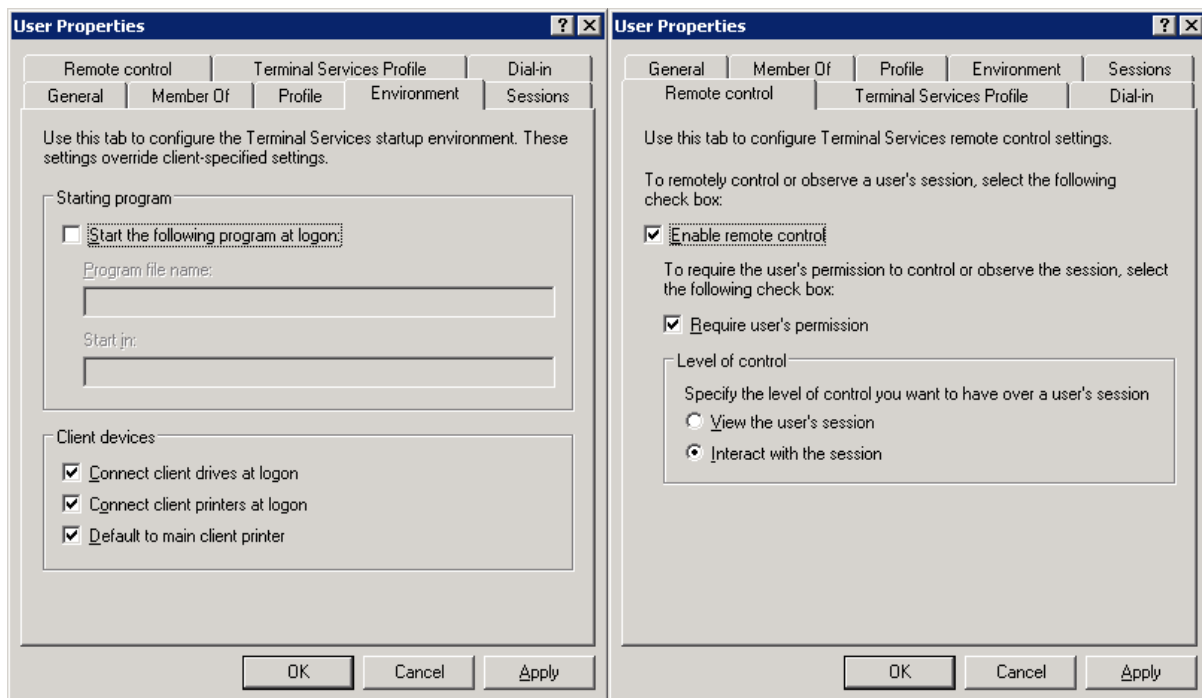 User Properties
Remote control Terminal Services Profile Dial-in
General Member Of Profile Environment Sessions
Use this tab to configure the Terminal Services startup environment. These
settings override client-specified settings.
Starting program
Start the following program at logon:
Program file name:
Start in:
Client devices
Connect client drives at logon
Connect client printers at logon
Default to main client printer
OK Cancel Apply
User Properties
General Member Of Profile Environment Sessions
Remote control Terminal Services Profile Dial-in
Use this tab to configure Terminal Services remote control settings.
To remotely control or observe a user's session, select the following
check box:
Enable remote control
To require the user's permission to control or observe the session, select
the following check box:
Require user's permission
Level of control
Specify the level of control you want to have over a user's session
View the user's session
Interact with the session
OK Cancel Apply